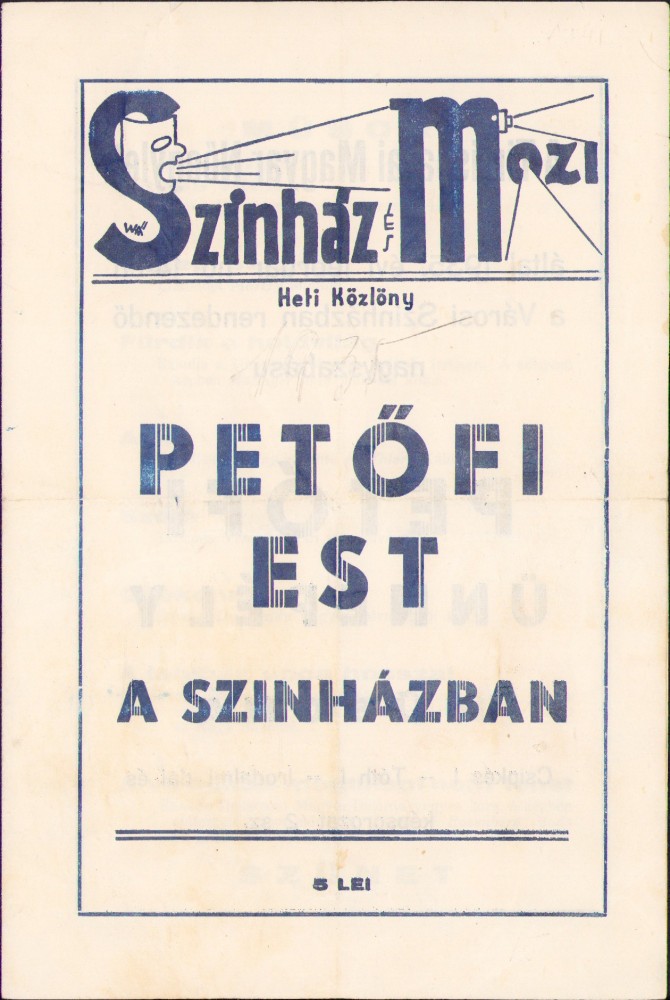 Színház és Mozi
Heti Közlöny
PETŐFI
EST
A SZINHÁZBAN
5 LEI